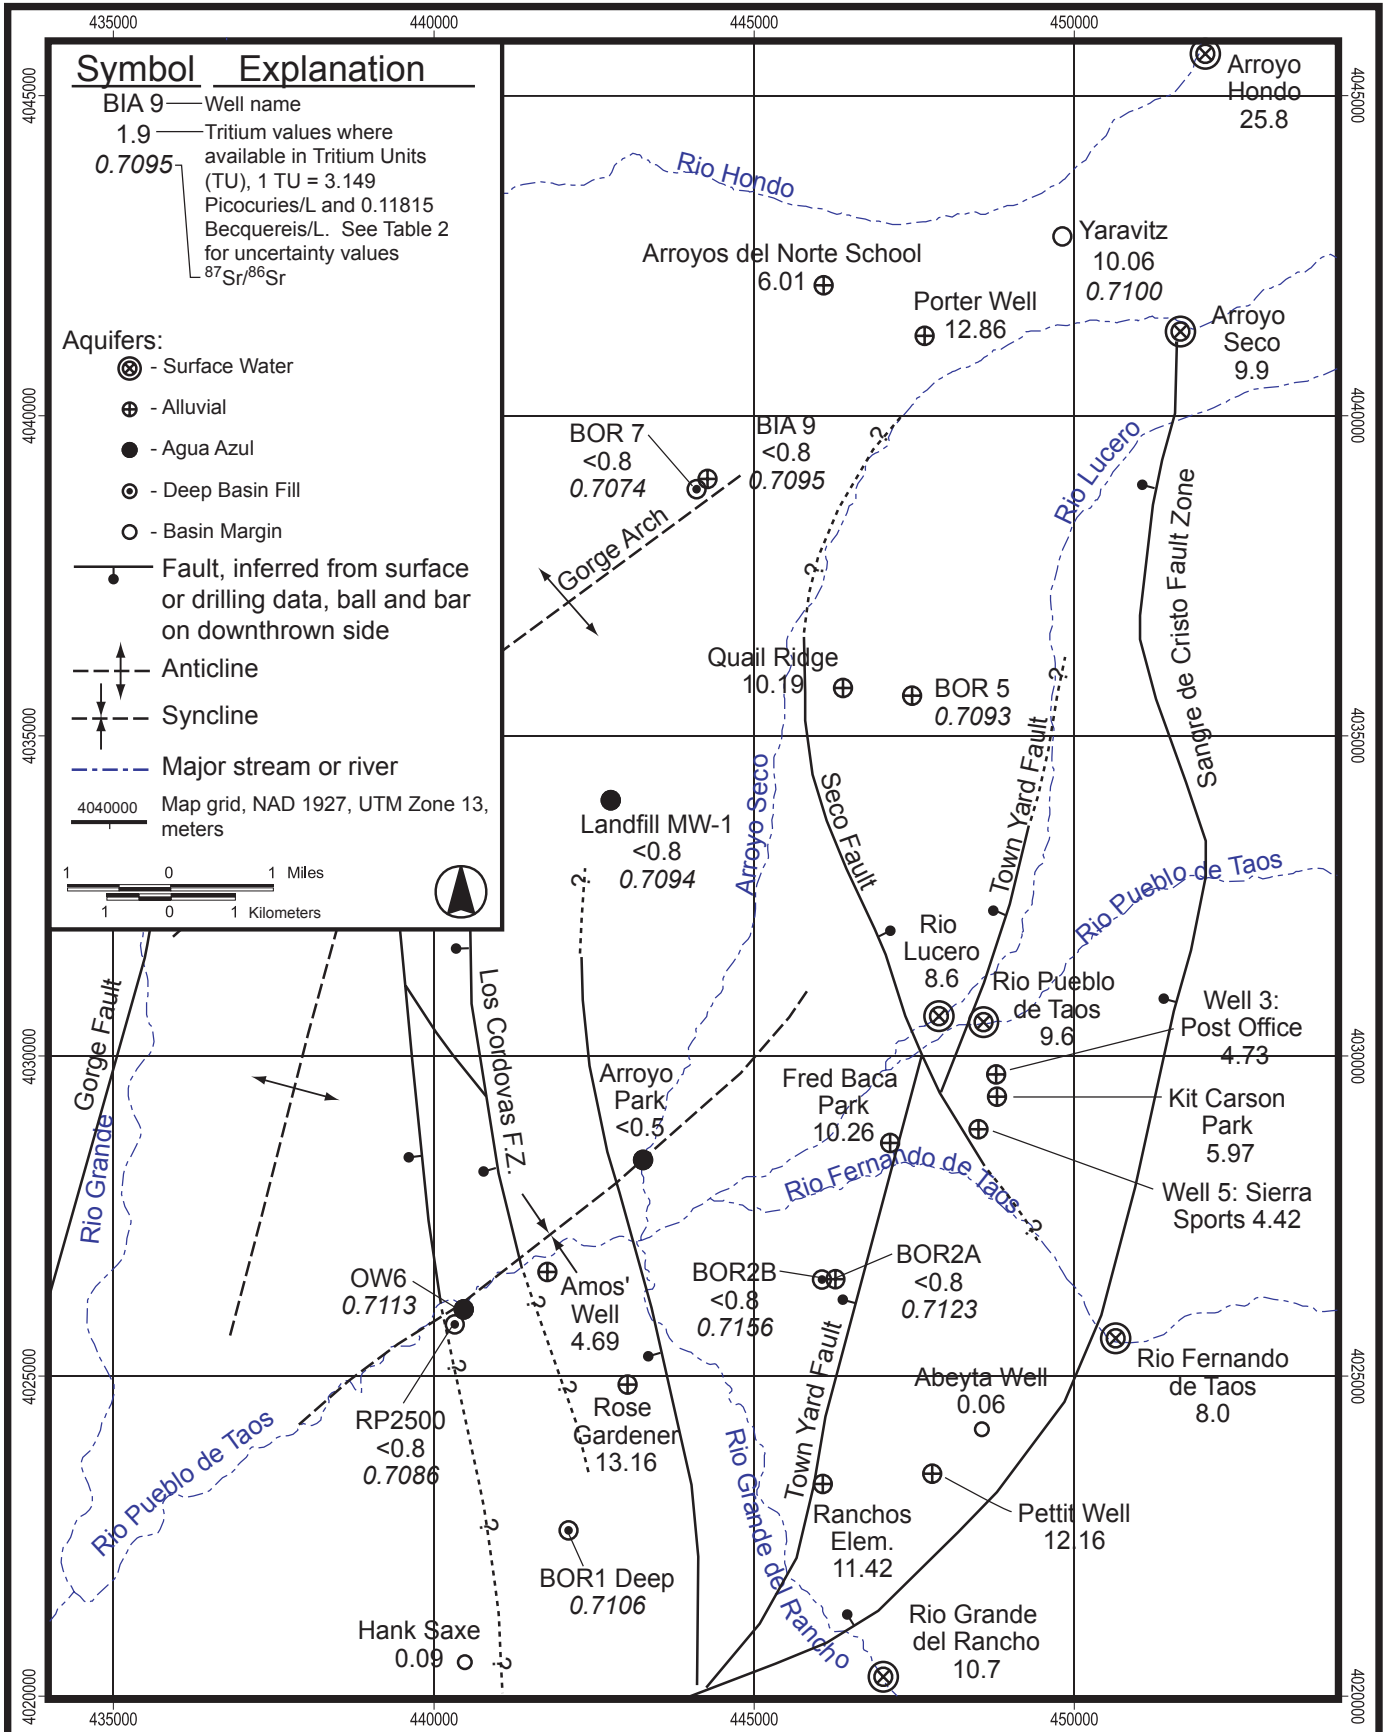 435000
440000
445000
450000
Symbol Explanation
BIA 9 Well name
1.9 Tritium values where
0.7095 available in Tritium Units
(TU), 1 TU = 3.149
Picocuries/L and 0.11815
Becquereis/L. See Table 2
for uncertainty values
87Sr/86Sr
Aquifers:
- Surface Water
- Alluvial
- Agua Azul
- Deep Basin Fill
- Basin Margin
Fault, inferred from surface
or drilling data, ball and bar
on downthrown side
Anticline
Syncline
Major stream or river
4040000 Map grid, NAD 1927, UTM Zone 13,
meters
1 0 1 Miles
1 0 1 Kilometers
4045000
4040000
4035000
4030000
4025000
4020000
4045000
4040000
4035000
4030000
4025000
4020000
Arroyo
Hondo
25.8
Rio Hondo
Yaravitz
10.06
0.7100
Arroyos del Norte School
6.01
Porter Well
12.86
Arroyo
Seco
9.9
BOR 7
<0.8
0.7074
BIA 9
<0.8
0.7095
?
Rio Lucero
Sangre de Cristo Fault Zone
Gorge Arch
?
Quail Ridge
10.19
BOR 5
0.7093
?
Town Yard Fault
Seco Fault
Arroyo Seco
Landfill MW-1
<0.8
0.7094
?
Rio Pueblo de Taos
Rio
Lucero
8.6
Rio Pueblo
de Taos
9.6
Well 3:
Post Office
4.73
Gorge Fault
Los Cordovas F.Z.
Arroyo
Park
<0.5
Fred Baca
Park
10.26
Kit Carson
Park
5.97
Rio Grande
Rio Fernando de Taos
Well 5: Sierra
Sports 4.42
?
OW6
0.7113
Amos'
Well
4.69
BOR2B
<0.8
0.7156
BOR2A
<0.8
0.7123
?
?
?
Rio Fernando
de Taos
8.0
Abeyta Well
0.06
RP2500
<0.8
0.7086
Rose
Gardener
13.16
Town Yard Fault
Rio Pueblo de Taos
Rio Grande del Rancho
Ranchos
Elem.
11.42
Pettit Well
12.16
?
BOR1 Deep
0.7106
Hank Saxe
0.09
?
Rio Grande
del Rancho
10.7
435000
440000
445000
450000